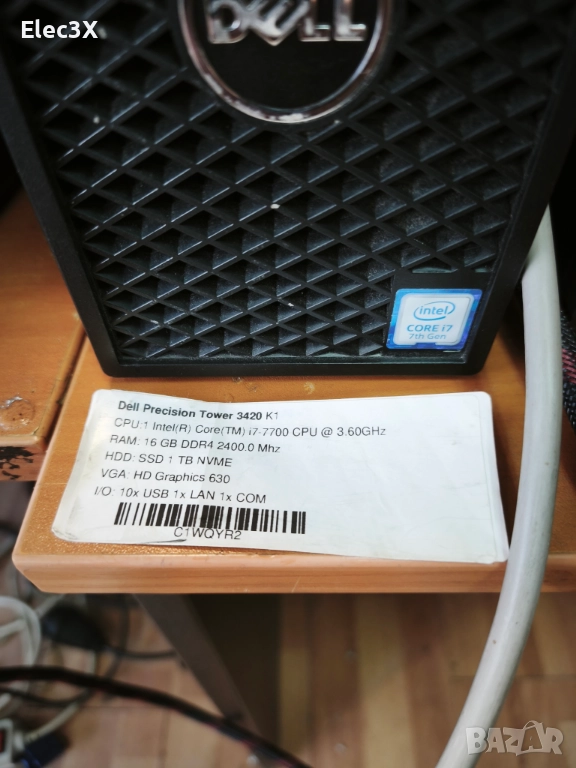 Elec3X
DELL
intel
CORE i7
7th Gen
Dell Precision Tower 3420 K1
CPU:1 Intel(R) Core(TM) i7-7700 CPU @ 3.60GHz
RAM: 16 GB DDR4 2400.0 Mhz
HDD: SSD 1 TB NVME
VGA: HD Graphics 630
I/O: 10x USB 1x LAN 1x COM
C1WQYR2
BAZAR